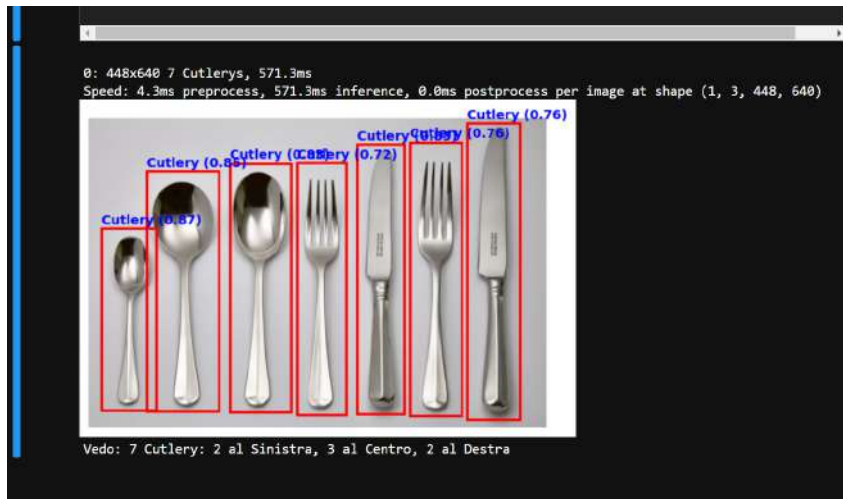 0: 448x640 7 Cutlerys, 571.3ms
Speed: 4.3ms preprocess, 571.3ms inference, 0.0ms postprocess per image at shape (1, 3, 448, 640)
Cutlery (0.76)
Cutlery
Cutlery (0.76)
Cutlery (0.85)
Cutlery
Cutlery (0.72)
Cutlery (0.87)
Vedo: 7 Cutlery: 2 al Sinistra, 3 al Centro, 2 al Destra